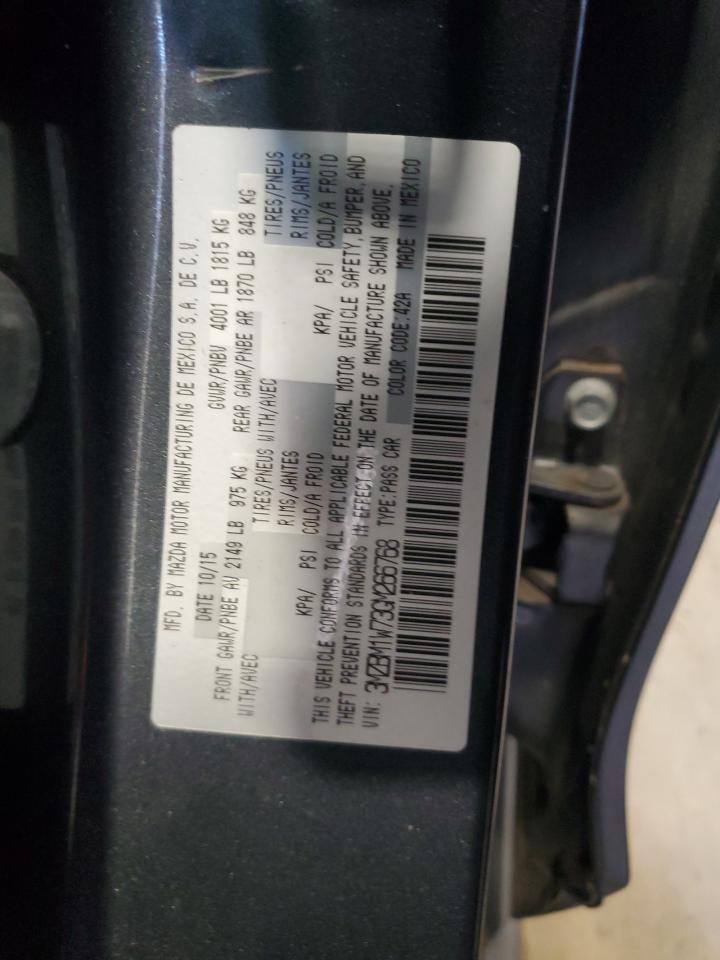 MFD. BY MAZDA MOTOR MANUFACTURING DE MEXICO S.A. DE C.V.
DATE 10/15 GVWR/PNBV 4001 LB 1815 KG
FRONT GAWR/PNBE AV 2149 LB 975 KG REAR GAWR/PNBE AR 1870 LB 848 KG
WITH/AVEC TIRES/PNEUS WITH/AVEC TIRES/PNEUS
RIMS/JANTES RIMS/JANTES
KPA/ PSI COLD/A FROID KPA/ PSI COLD/A FROID
THIS VEHICLE CONFORMS TO ALL APPLICABLE FEDERAL MOTOR VEHICLE SAFETY, BUMPER, AND
THEFT PREVENTION STANDARDS IN EFFECT ON THE DATE OF MANUFACTURE SHOWN ABOVE.
VIN: 3MZBM1W73GM266768 TYPE:PASS CAR COLOR CODE:42A MADE IN MEXICO